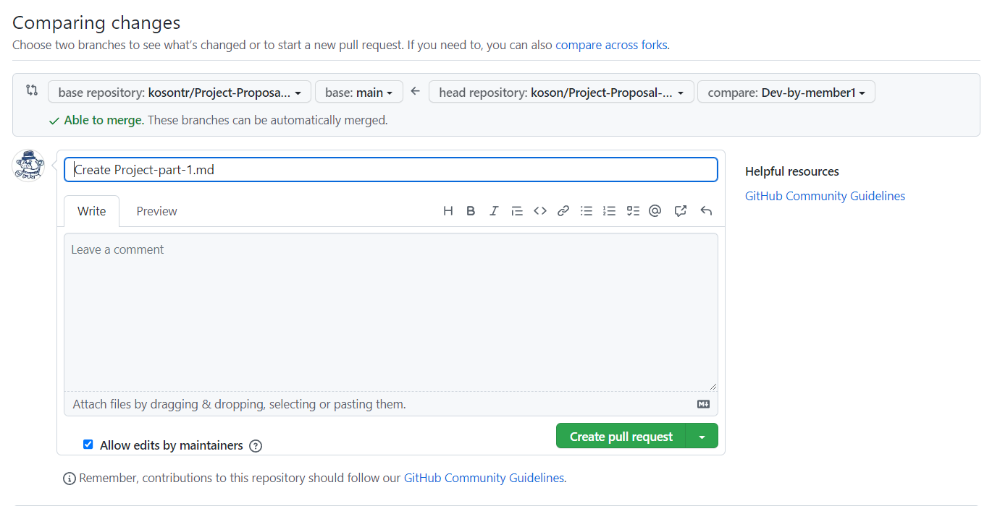 Comparing changes
Choose two branches to see what's changed or to start a new pull request. If you need to, you can also compare across forks.
base repository: kosontr/Project-Proposa... base: main head repository: koson/Project-Proposal-... compare: Dev-by-member1
Able to merge. These branches can be automatically merged.
Create Project-part-1.md
Helpful resources
GitHub Community Guidelines
Write Preview
H B I
Leave a comment
Attach files by dragging & dropping, selecting or pasting them.
Create pull request
Allow edits by maintainers
Remember, contributions to this repository should follow our GitHub Community Guidelines.